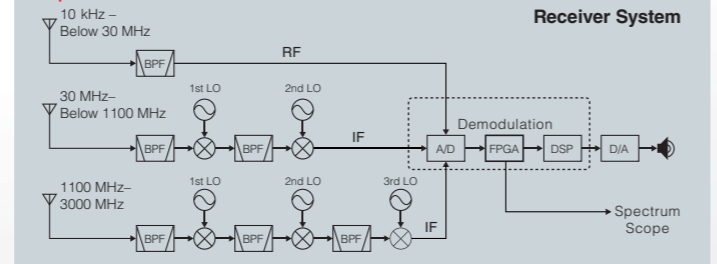 Receiver System
10 kHz –
Below 30 MHz
BPF
RF
30 MHz–
Below 1100 MHz
1st LO
2nd LO
BPF
BPF
IF
Demodulation
A/D
FPGA
DSP
D/A
1100 MHz–
3000 MHz
1st LO
2nd LO
3rd LO
BPF
BPF
BPF
IF
Spectrum
Scope